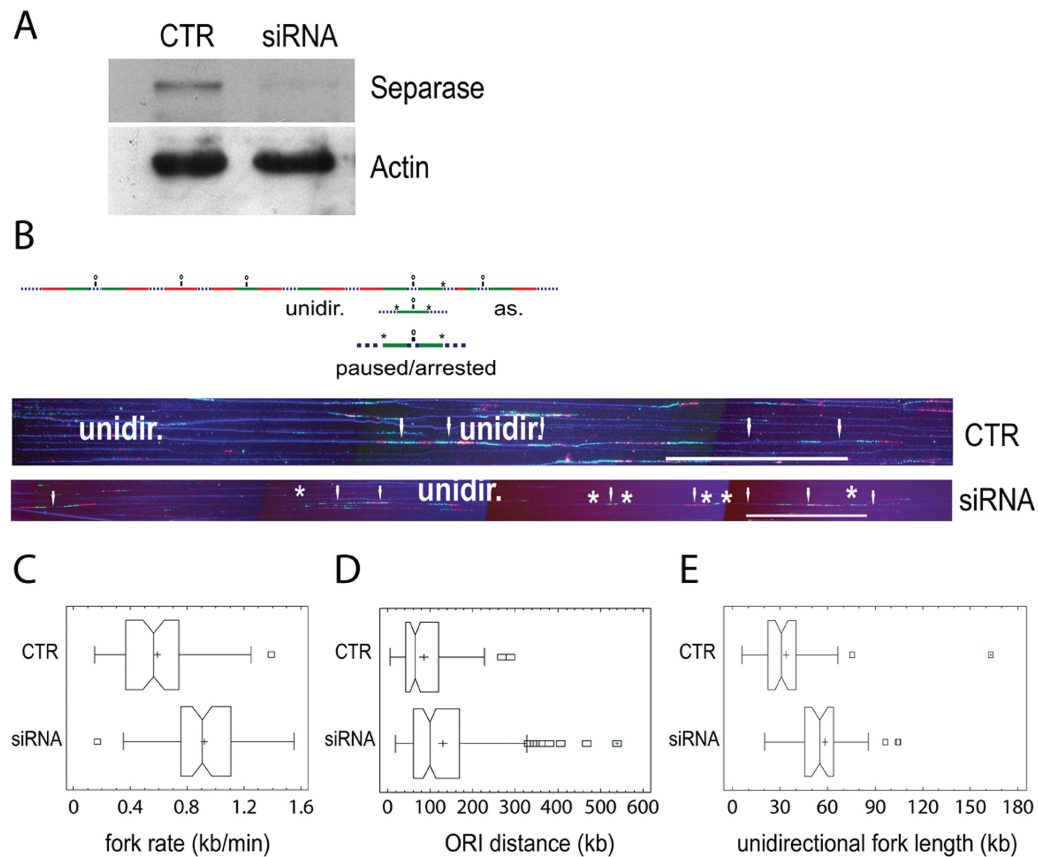 A
CTR siRNA
Separase
Actin
B
o o o o o
*
unidir. * o * as.
* o *
paused/arrested
unidir. unidir. CTR
* unidir. * * * * * siRNA
C D E
CTR
siRNA
0 0.4 0.8 1.2 1.6
fork rate (kb/min)
CTR
siRNA
0 100 200 300 400 500 600
ORI distance (kb)
CTR
siRNA
0 30 60 90 120 150 180
unidirectional fork length (kb)